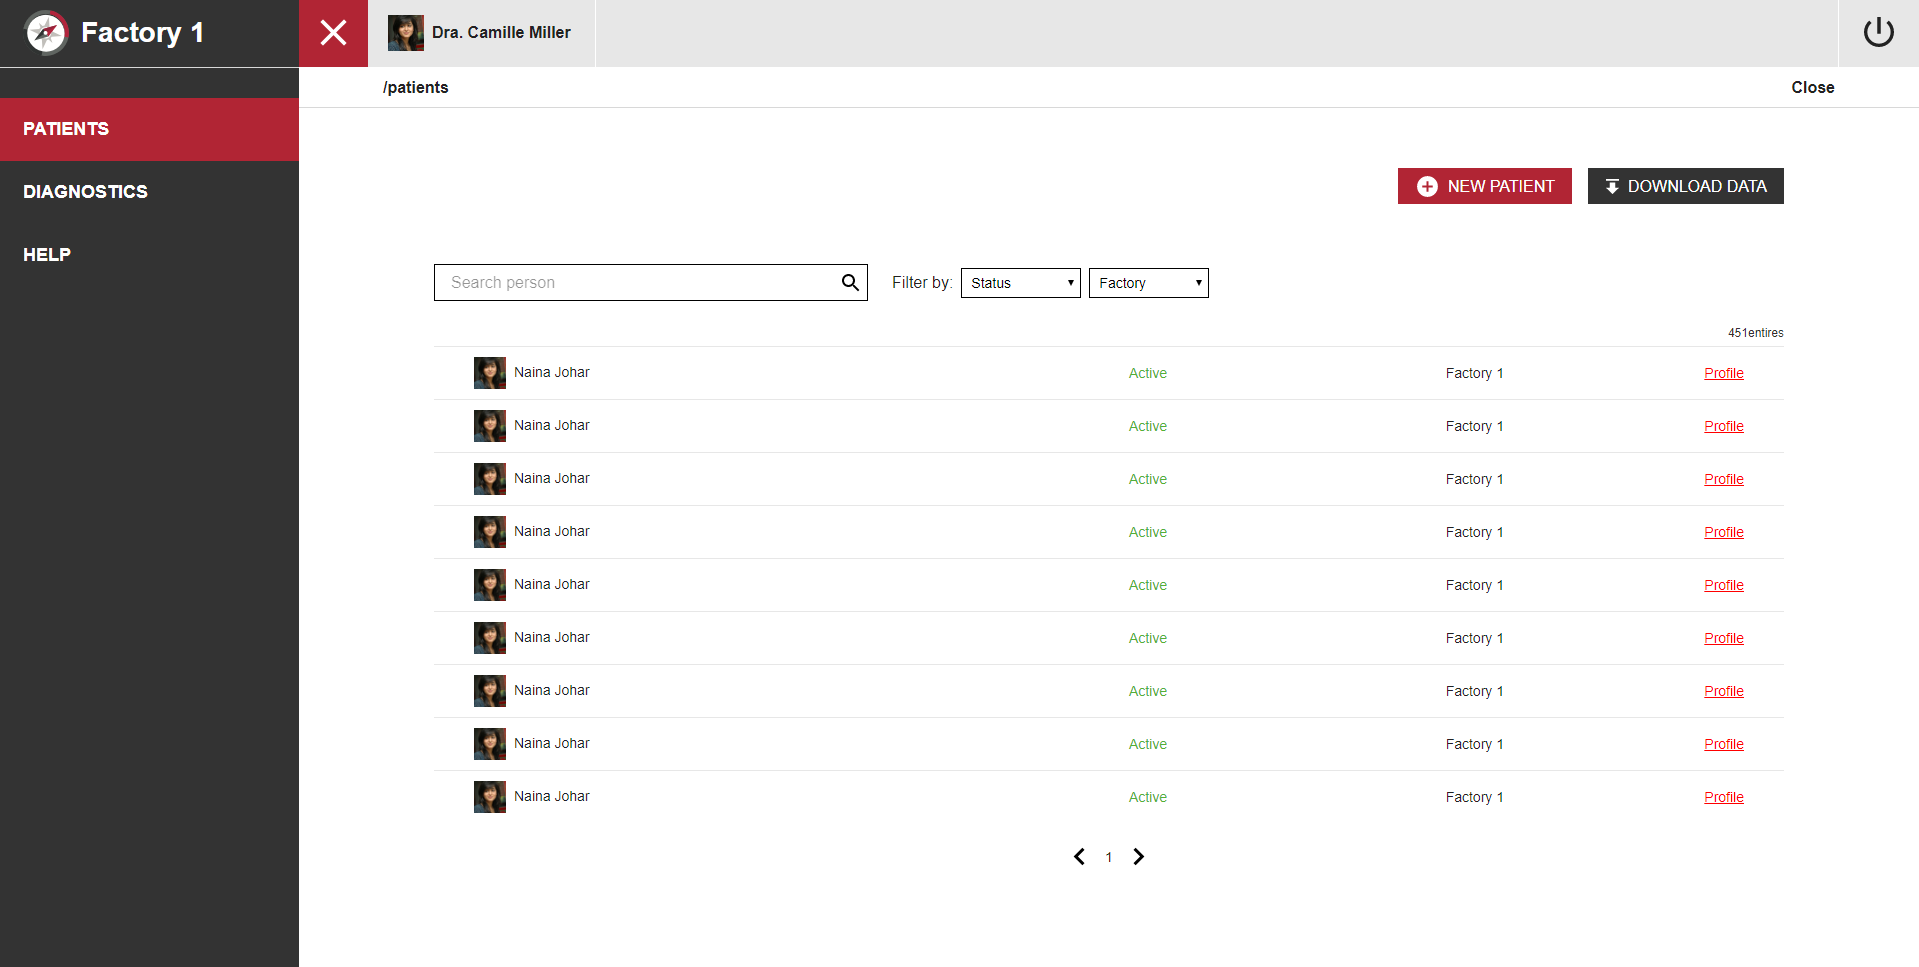 Factory 1
Dra. Camille Miller
/patients
Close
PATIENTS
DIAGNOSTICS
HELP
NEW PATIENT
DOWNLOAD DATA
Search person
Filter by:
Status
Factory
451entires
Naina Johar Active Factory 1 Profile
Naina Johar Active Factory 1 Profile
Naina Johar Active Factory 1 Profile
Naina Johar Active Factory 1 Profile
Naina Johar Active Factory 1 Profile
Naina Johar Active Factory 1 Profile
Naina Johar Active Factory 1 Profile
Naina Johar Active Factory 1 Profile
Naina Johar Active Factory 1 Profile
1